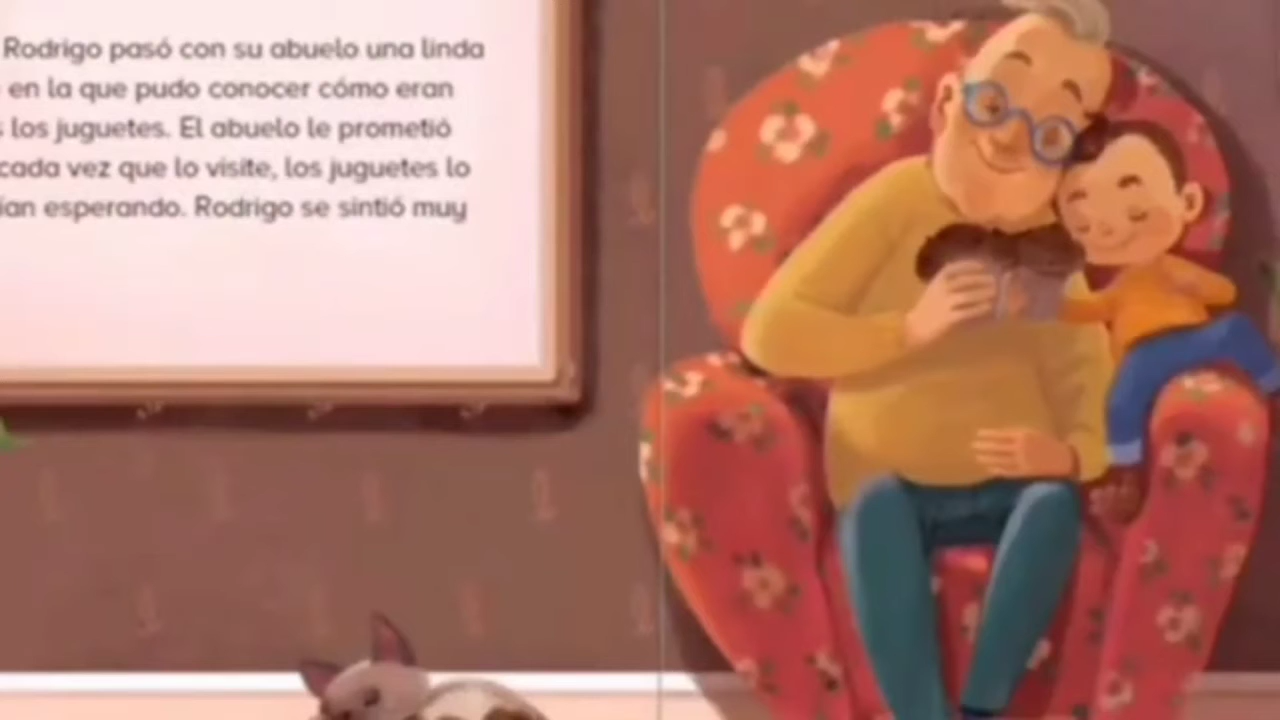 Rodrigo pasó con su abuelo una linda
en la que pudo conocer cómo eran
los juguetes. El abuelo le prometió
cada vez que lo visite, los juguetes lo
esperando. Rodrigo se sintió muy